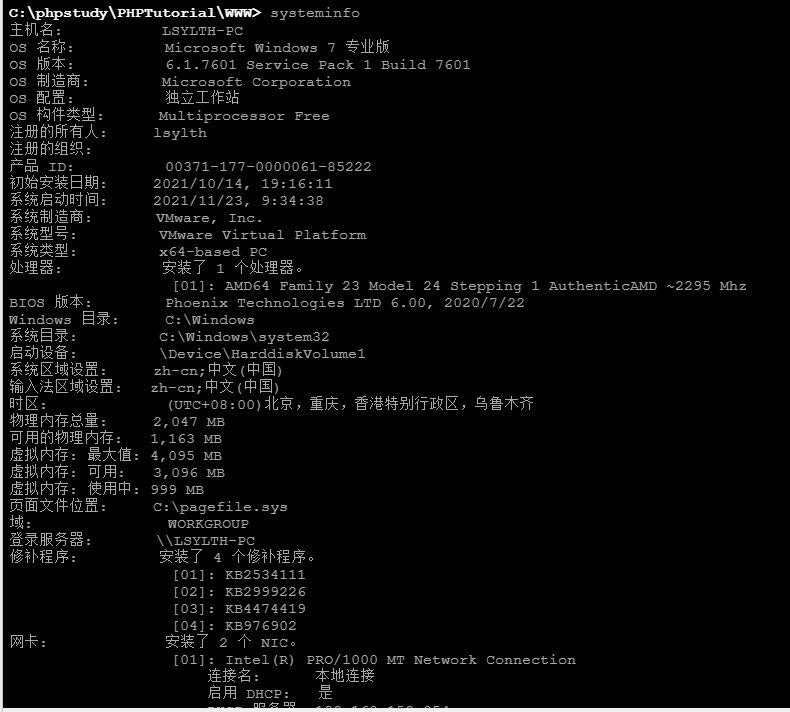 C:\phpstudy\PHPTutorial\WWW> systeminfo
主机名: LSYLTH-PC
OS 名称: Microsoft Windows 7 专业版
OS 版本: 6.1.7601 Service Pack 1 Build 7601
OS 制造商: Microsoft Corporation
OS 配置: 独立工作站
OS 构件类型: Multiprocessor Free
注册的所有人: lsylth
注册的组织:
产品 ID: 00371-177-0000061-85222
初始安装日期: 2021/10/14, 19:16:11
系统启动时间: 2021/11/23, 9:34:38
系统制造商: VMware, Inc.
系统型号: VMware Virtual Platform
系统类型: x64-based PC
处理器: 安装了 1 个处理器。
[01]: AMD64 Family 23 Model 24 Stepping 1 AuthenticAMD ~2295 Mhz
BIOS 版本: Phoenix Technologies LTD 6.00, 2020/7/22
Windows 目录: C:\Windows
系统目录: C:\Windows\system32
启动设备: \Device\HarddiskVolume1
系统区域设置: zh-cn;中文(中国)
输入法区域设置: zh-cn;中文(中国)
时区: (UTC+08:00)北京，重庆，香港特别行政区，乌鲁木齐
物理内存总量: 2,047 MB
可用的物理内存: 1,163 MB
虚拟内存: 最大值: 4,095 MB
虚拟内存: 可用: 3,096 MB
虚拟内存: 使用中: 999 MB
页面文件位置: C:\pagefile.sys
域: WORKGROUP
登录服务器: \\LSYLTH-PC
修补程序: 安装了 4 个修补程序。
[01]: KB2534111
[02]: KB2999226
[03]: KB4474419
[04]: KB976902
网卡: 安装了 2 个 NIC。
[01]: Intel(R) PRO/1000 MT Network Connection
连接名: 本地连接
启用 DHCP: 是